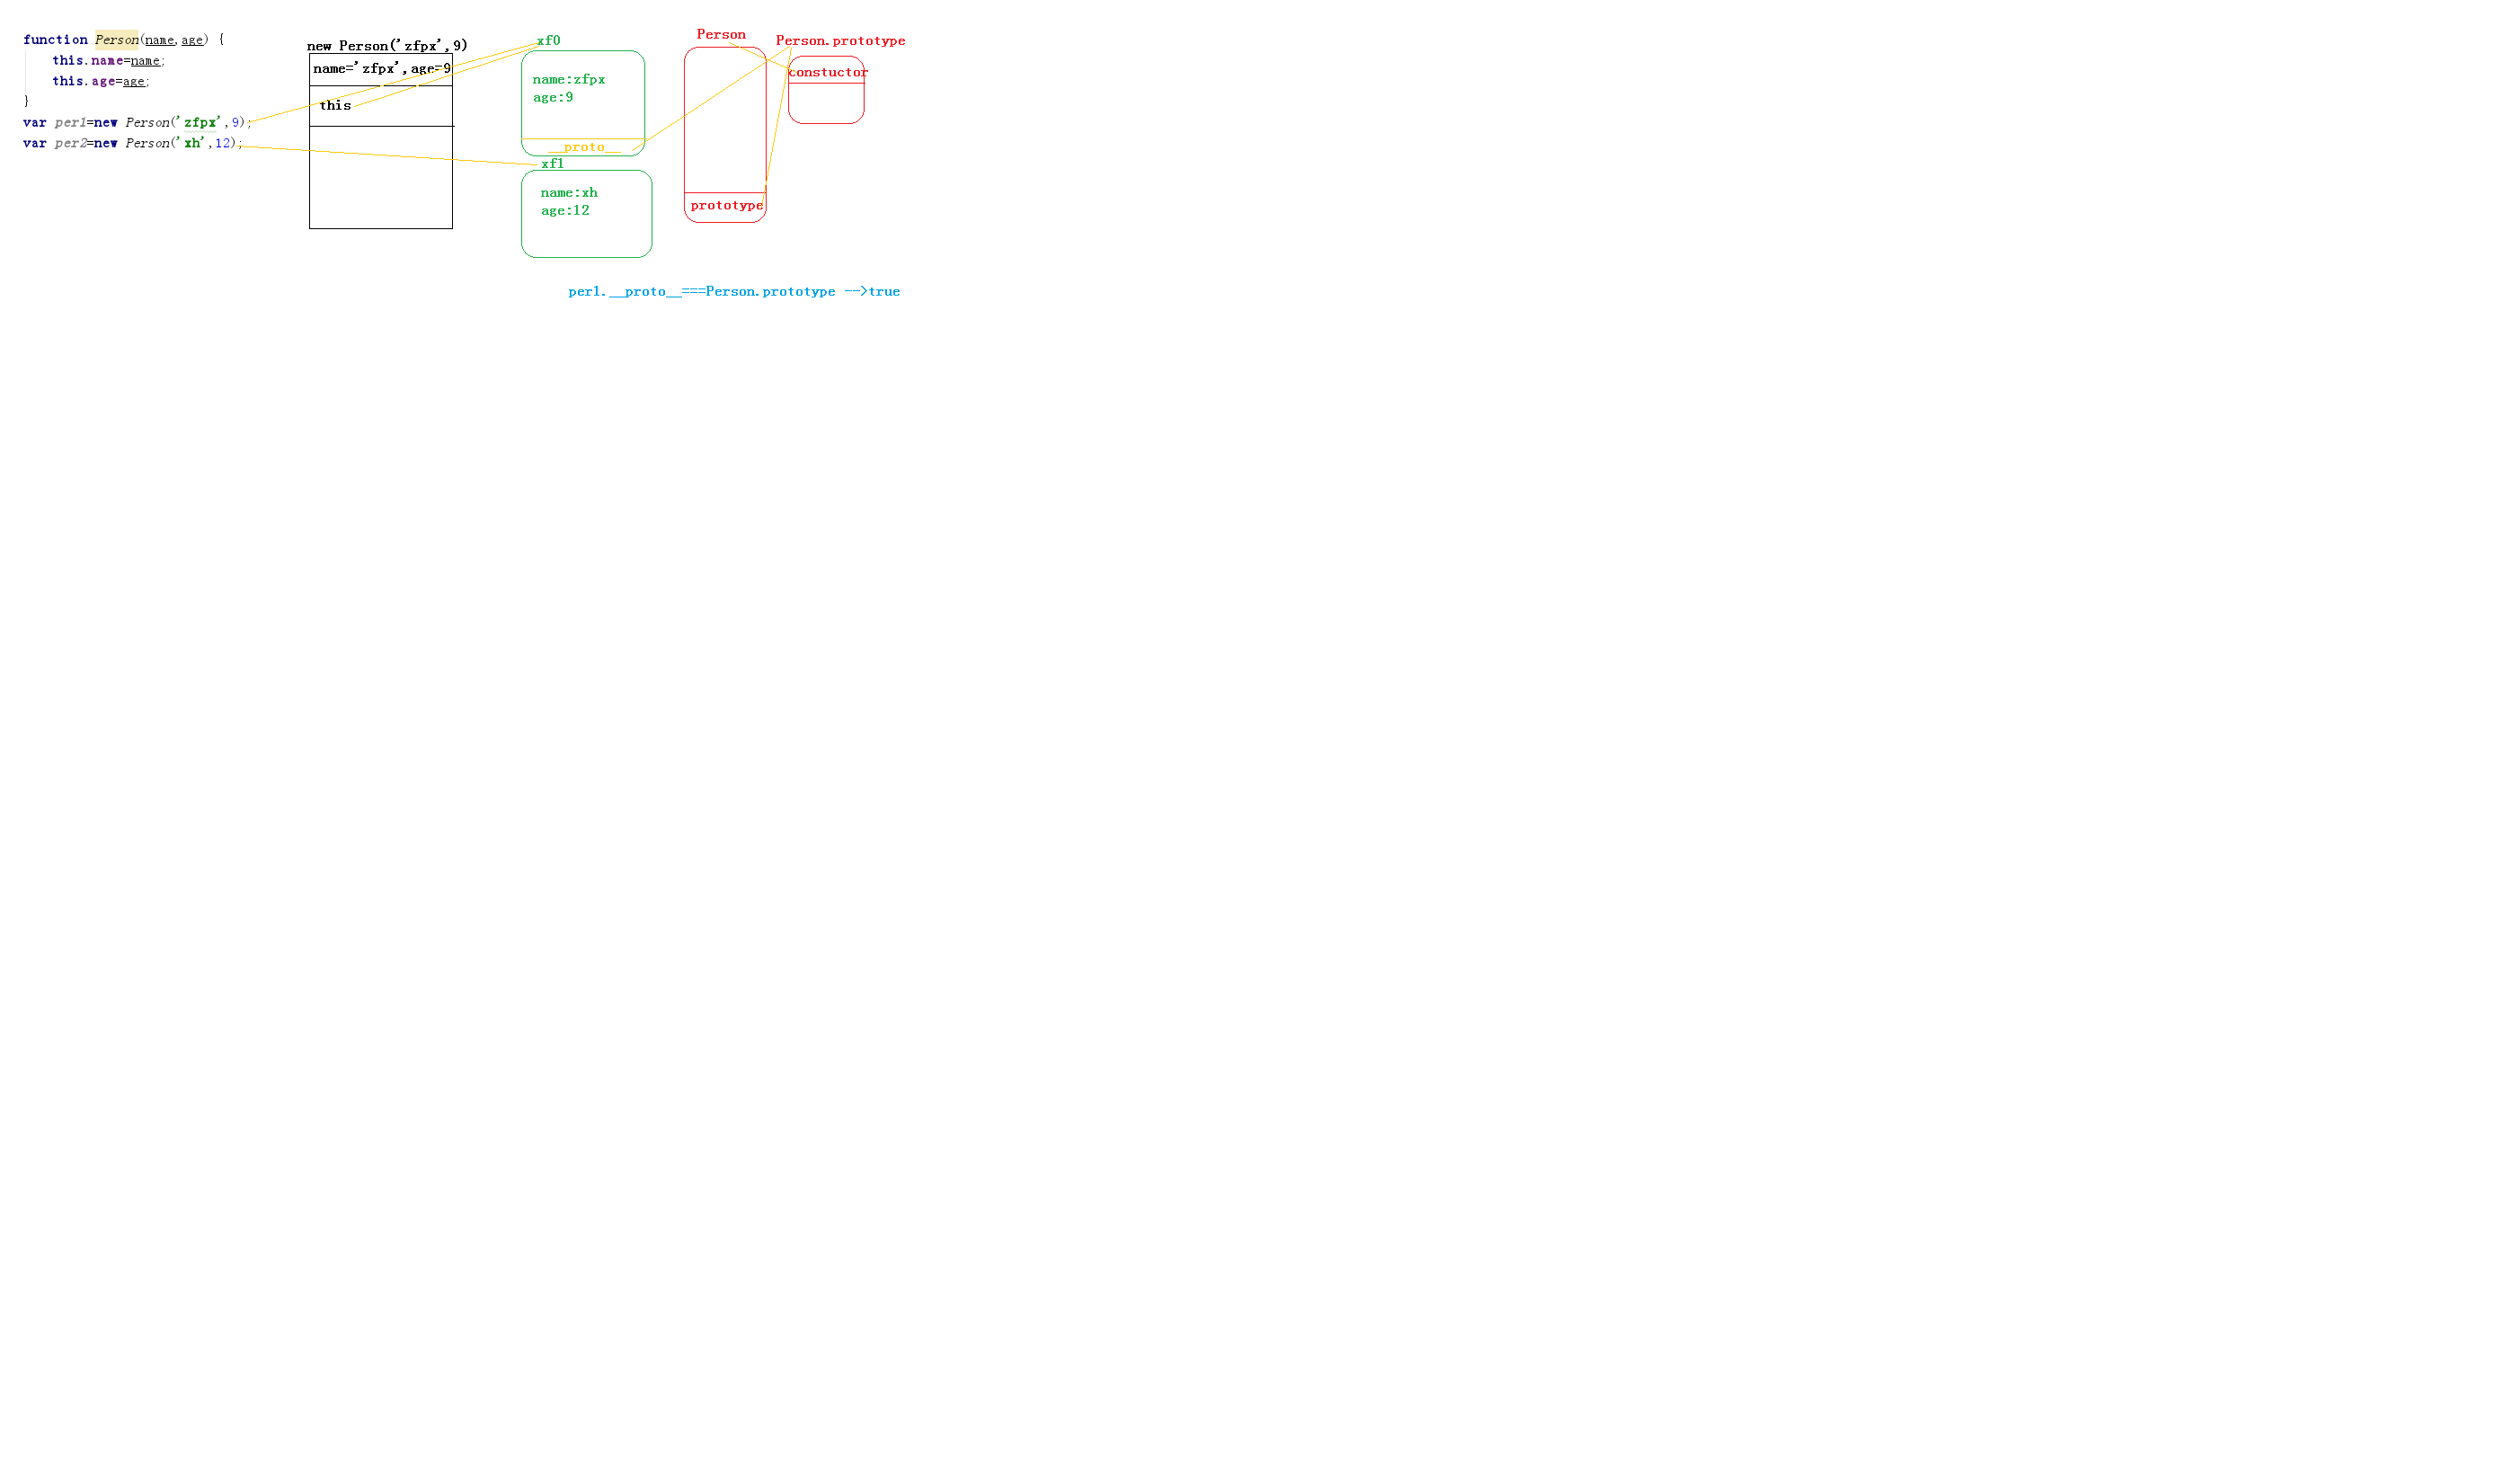 function Person(name,age) {
this.name=name;
this.age=age;
}
var per1=new Person('zfpx',9);
var per2=new Person('xh',12);
new Person('zfpx',9)
name='zfpx',age=9
this
xf0
name:zfpx
age:9
__proto__
xf1
name:xh
age:12
Person
prototype
Person.prototype
constuctor
per1.__proto__===Person.prototype -->true